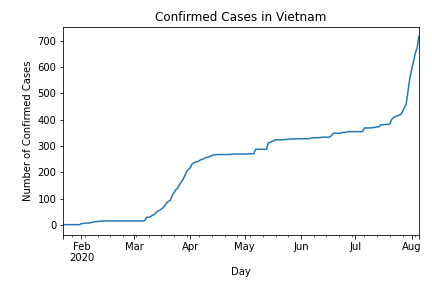 Confirmed Cases in Vietnam
Number of Confirmed Cases
700
600
500
400
300
200
100
0
Feb Mar Apr May Jun Jul Aug
2020
Day